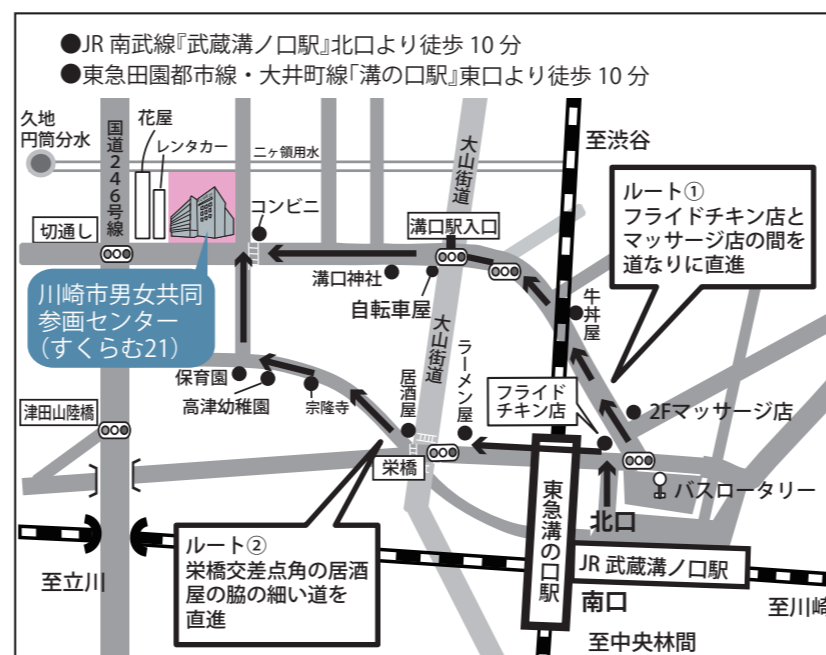 ●JR 南武線『武蔵溝ノ口駅』北口より徒歩 10 分
●東急田園都市線・大井町線「溝の口駅」東口より徒歩 10 分
久地
円筒分水
国道246号線
花屋
レンタカー
二ヶ領用水
大山街道
至渋谷
ルート①
フライドチキン店と
マッサージ店の間を
道なりに直進
コンビニ
切通し
溝口駅入口
溝口神社
自転車屋
牛丼屋
川崎市男女共同
参画センター
(すくらむ21)
大山街道
ラーメン屋
居酒屋
保育園
高津幼稚園
宗隆寺
フライド
チキン店
2Fマッサージ店
津田山陸橋
栄橋
バスロータリー
北口
東急溝の口駅
ルート②
栄橋交差点角の居酒
屋の脇の細い道を
直進
JR 武蔵溝ノ口駅
至立川
南口
至川崎
至中央林間